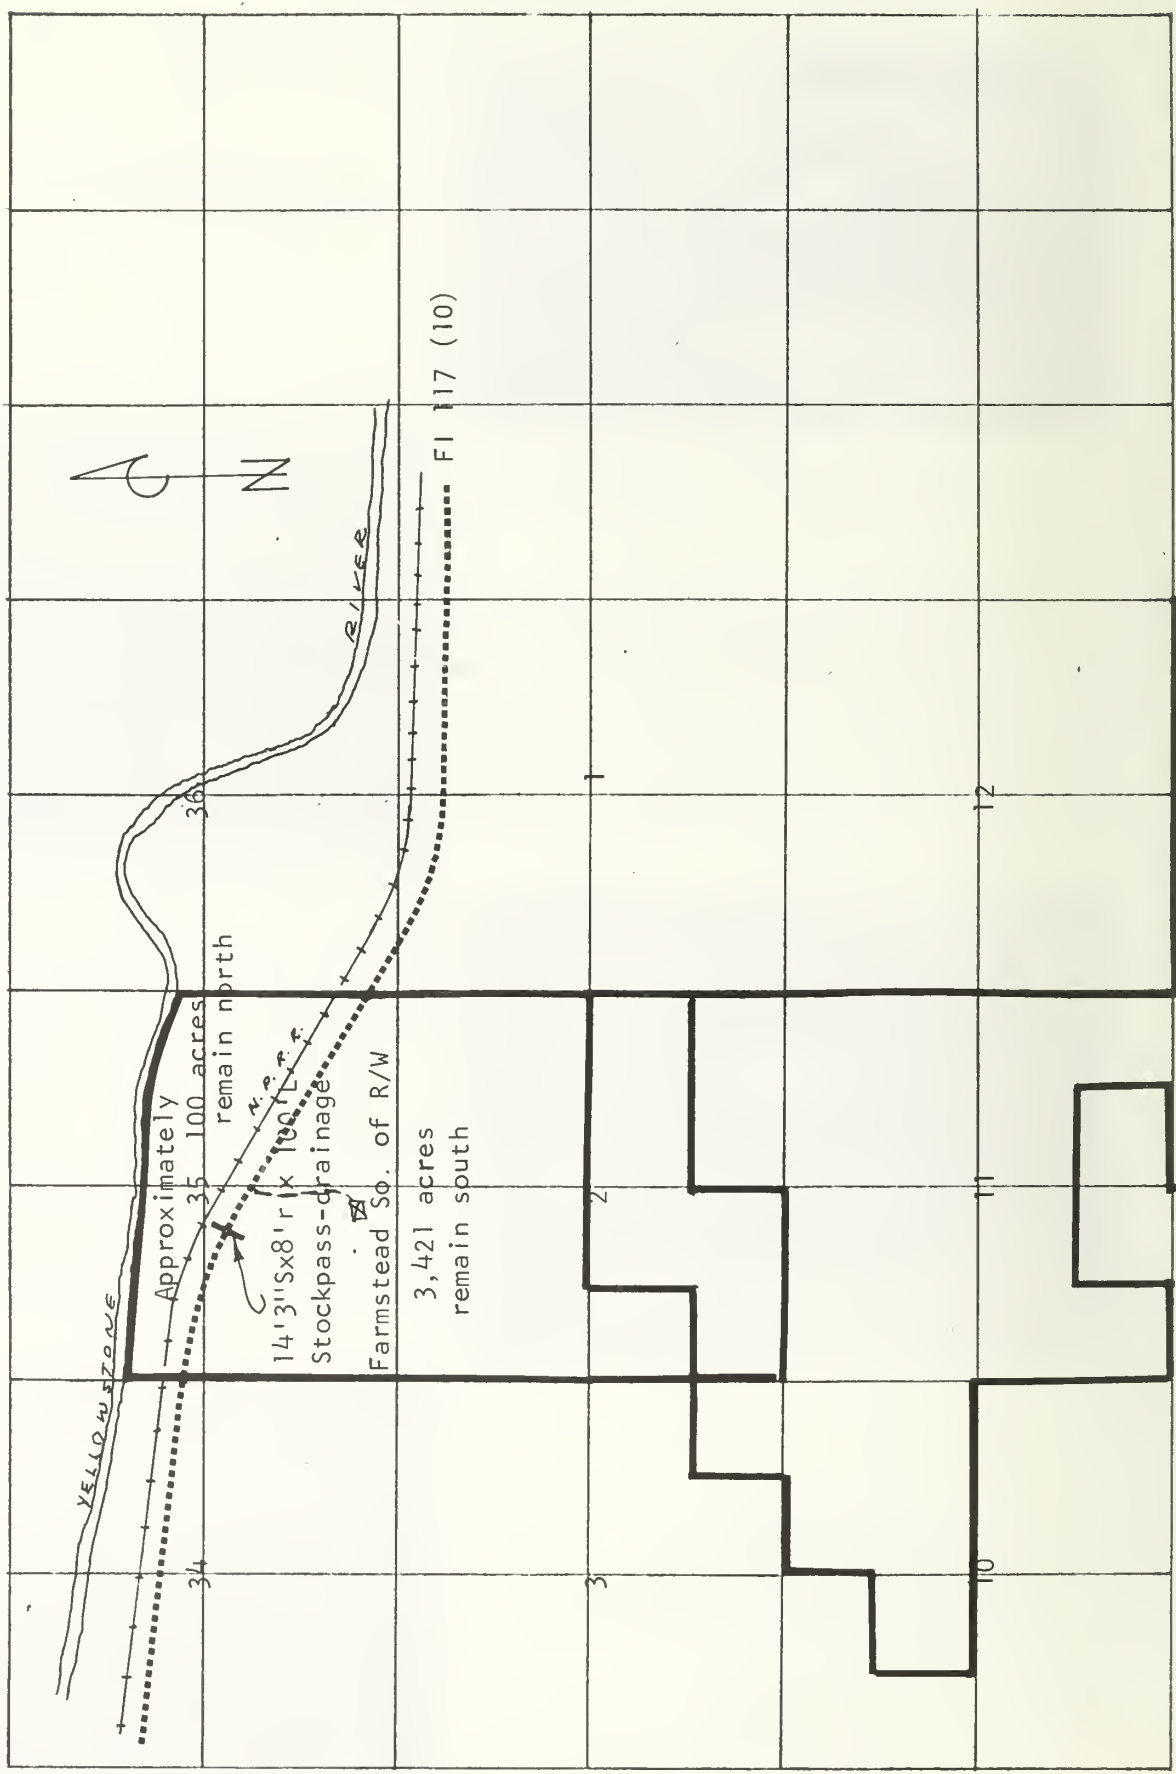 YELLOWSTONE
RIVER
N
34
35
36
Approximately
100 acres
remain north
N.P.R.R.
14'3"Sx8'r x 100'L
Stockpass-drainage
Farmstead So. of R/W
3,421 acres
remain south
FI 117 (10)
3
2
1
10
11
12